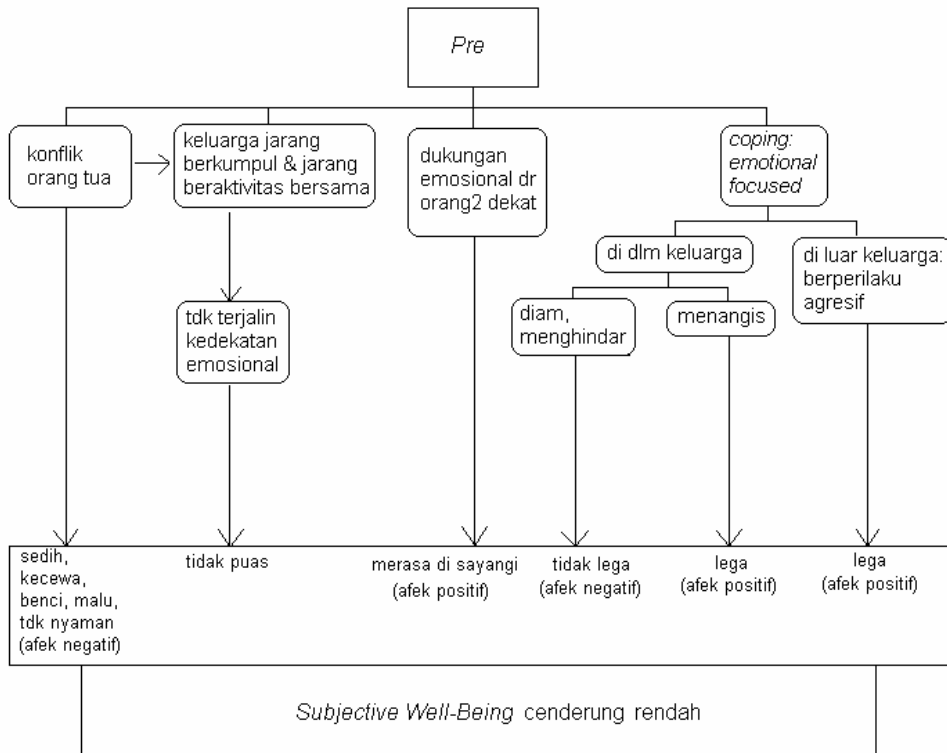 Pre
konflik
orang tua
keluarga jarang
berkumpul & jarang
beraktivitas bersama
dukungan
emosional dr
orang2 dekat
coping:
emotional
focused
di dlm keluarga
di luar keluarga:
berperilaku
agresif
diam,
menghindar
menangis
tdk terjalin
kedekatan
emosional
sedih,
kecewa,
benci, malu,
tdk nyaman
(afek negatif)
tidak puas
merasa di sayangi
(afek positif)
tidak lega
(afek negatif)
lega
(afek positif)
lega
(afek positif)
Subjective Well-Being cenderung rendah